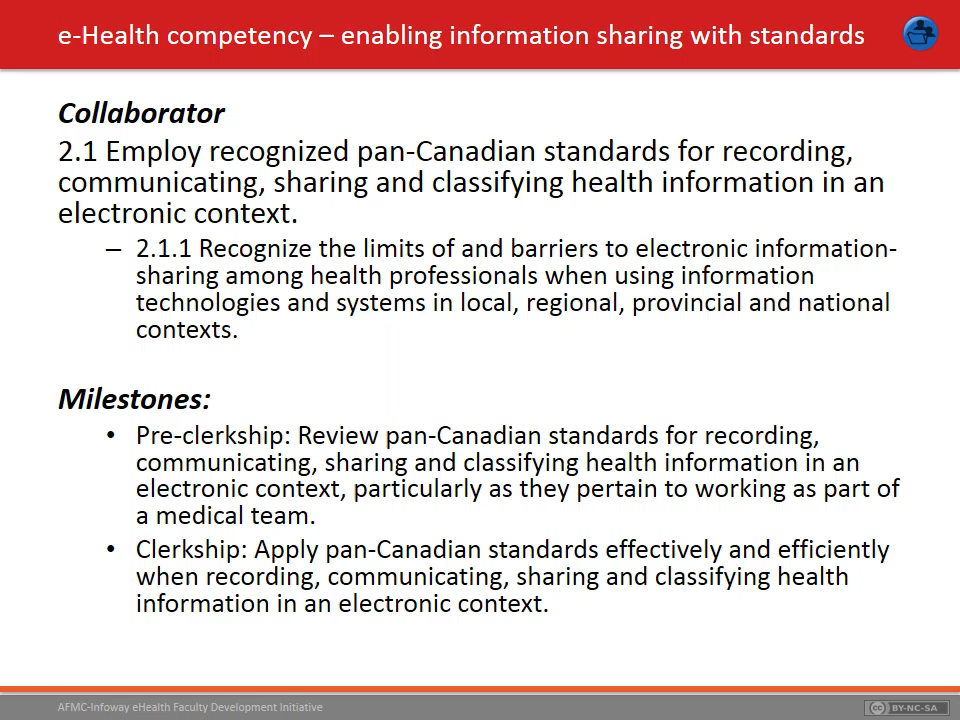 e-Health competency – enabling information sharing with standards
Collaborator
2.1 Employ recognized pan-Canadian standards for recording,
communicating, sharing and classifying health information in an
electronic context.
– 2.1.1 Recognize the limits of and barriers to electronic information-
sharing among health professionals when using information
technologies and systems in local, regional, provincial and national
contexts.
Milestones:
• Pre-clerkship: Review pan-Canadian standards for recording,
communicating, sharing and classifying health information in an
electronic context, particularly as they pertain to working as part of
a medical team.
• Clerkship: Apply pan-Canadian standards effectively and efficiently
when recording, communicating, sharing and classifying health
information in an electronic context.
AFMC-Infoway eHealth Faculty Development Initiative
cc BY-NC-SA